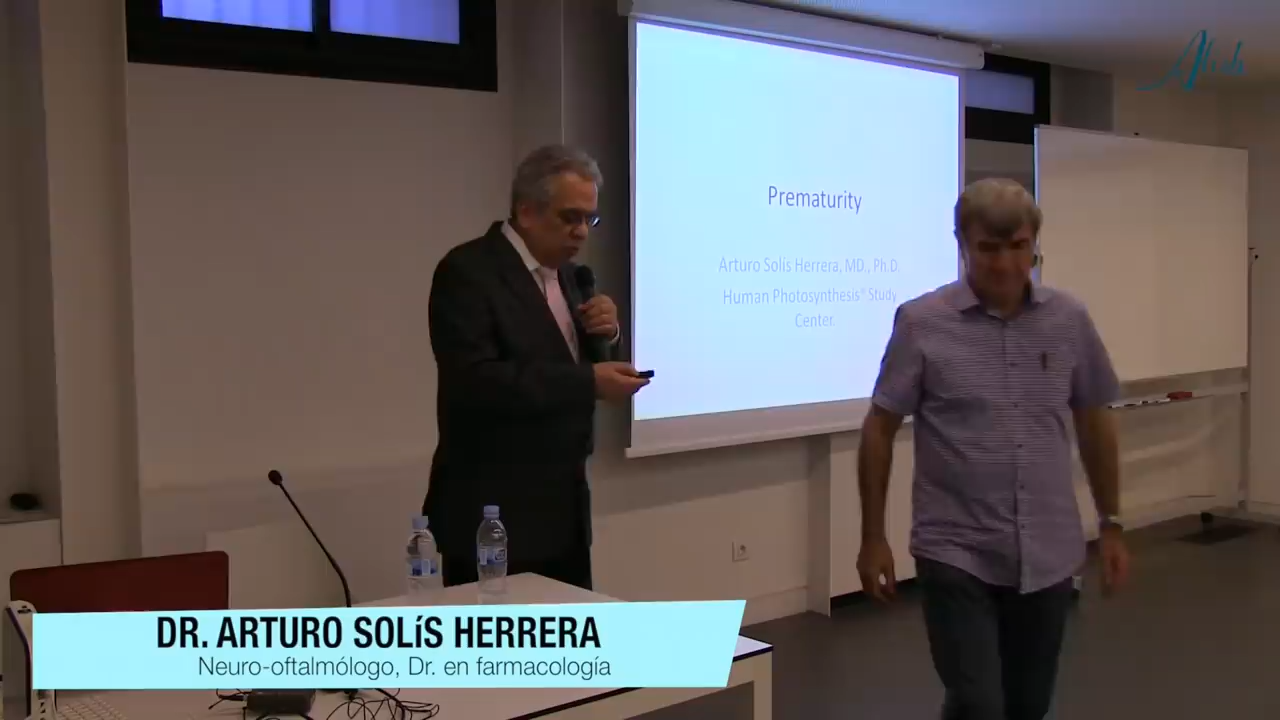 Prematurity
Arturo Solís Herrera, MD., Ph.D.
Human Photosynthesis® Study
Center.
DR. ARTURO SOLíS HERRERA
Neuro-oftalmólogo, Dr. en farmacología